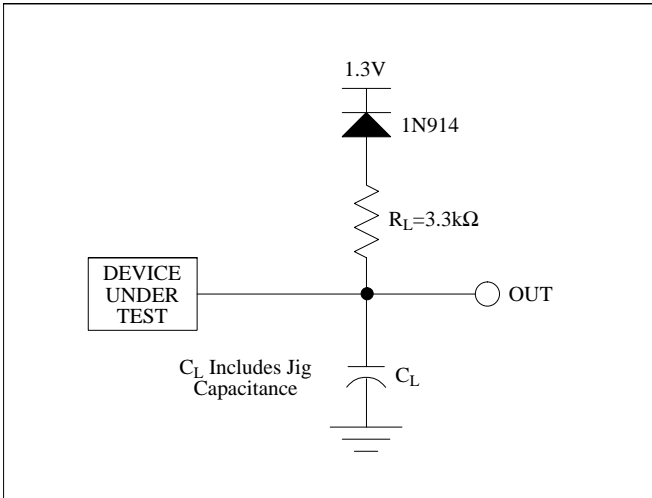 1.3V
1N914
R_L=3.3kΩ
DEVICE
UNDER
TEST
OUT
C_L Includes Jig
Capacitance
C_L